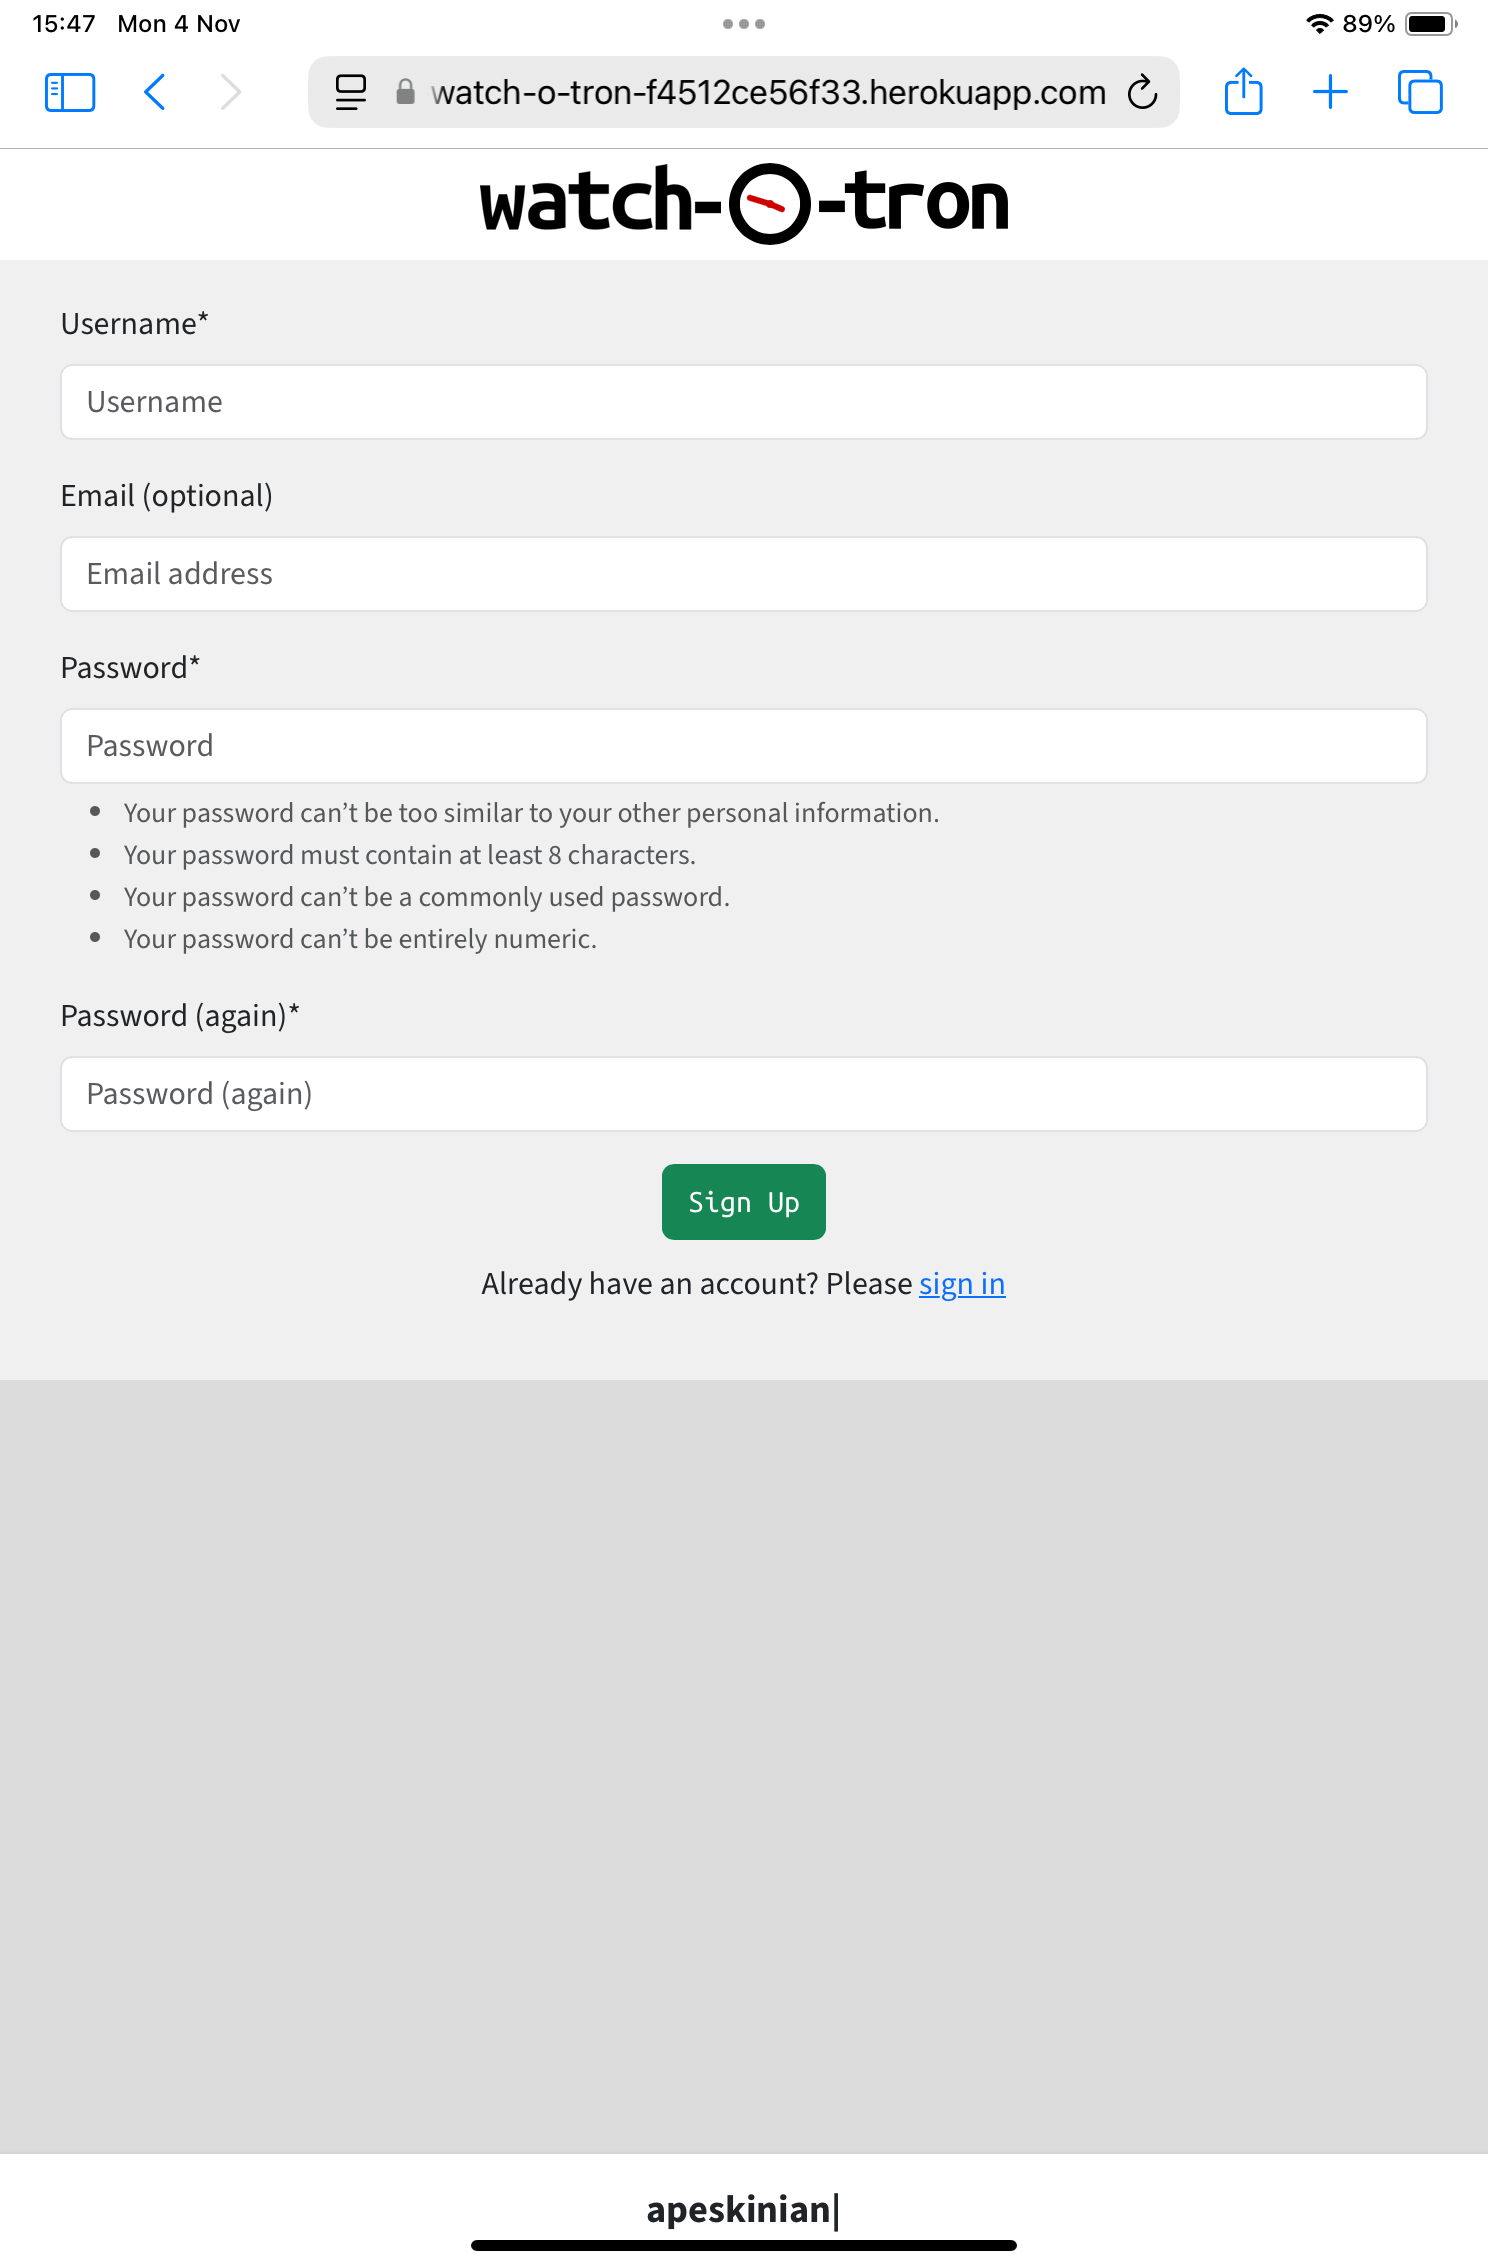 15:47 Mon 4 Nov 89%
watch-o-tron-f4512ce56f33.herokuapp.com
watch-O-tron
Username*
Username
Email (optional)
Email address
Password*
Password
• Your password can’t be too similar to your other personal information.
• Your password must contain at least 8 characters.
• Your password can’t be a commonly used password.
• Your password can’t be entirely numeric.
Password (again)*
Password (again)
Sign Up
Already have an account? Please sign in
apeskinian|